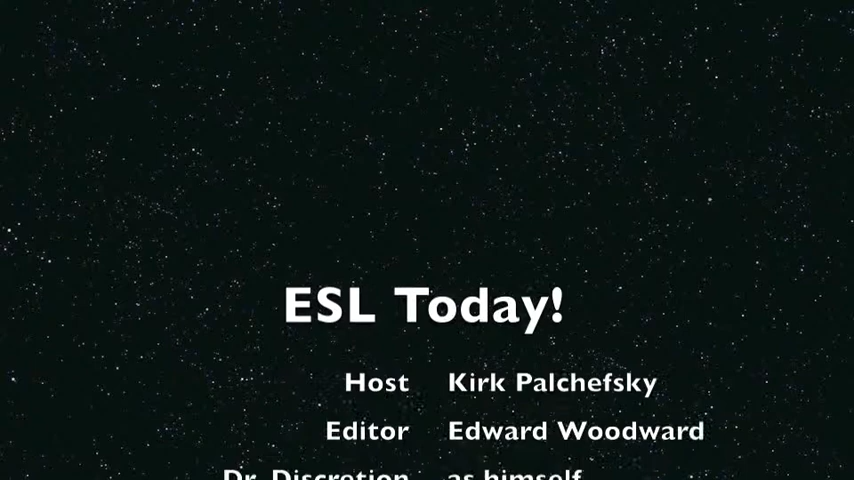 ESL Today!
Host Kirk Palchefsky
Editor Edward Woodward
Dr. Discretion as himself